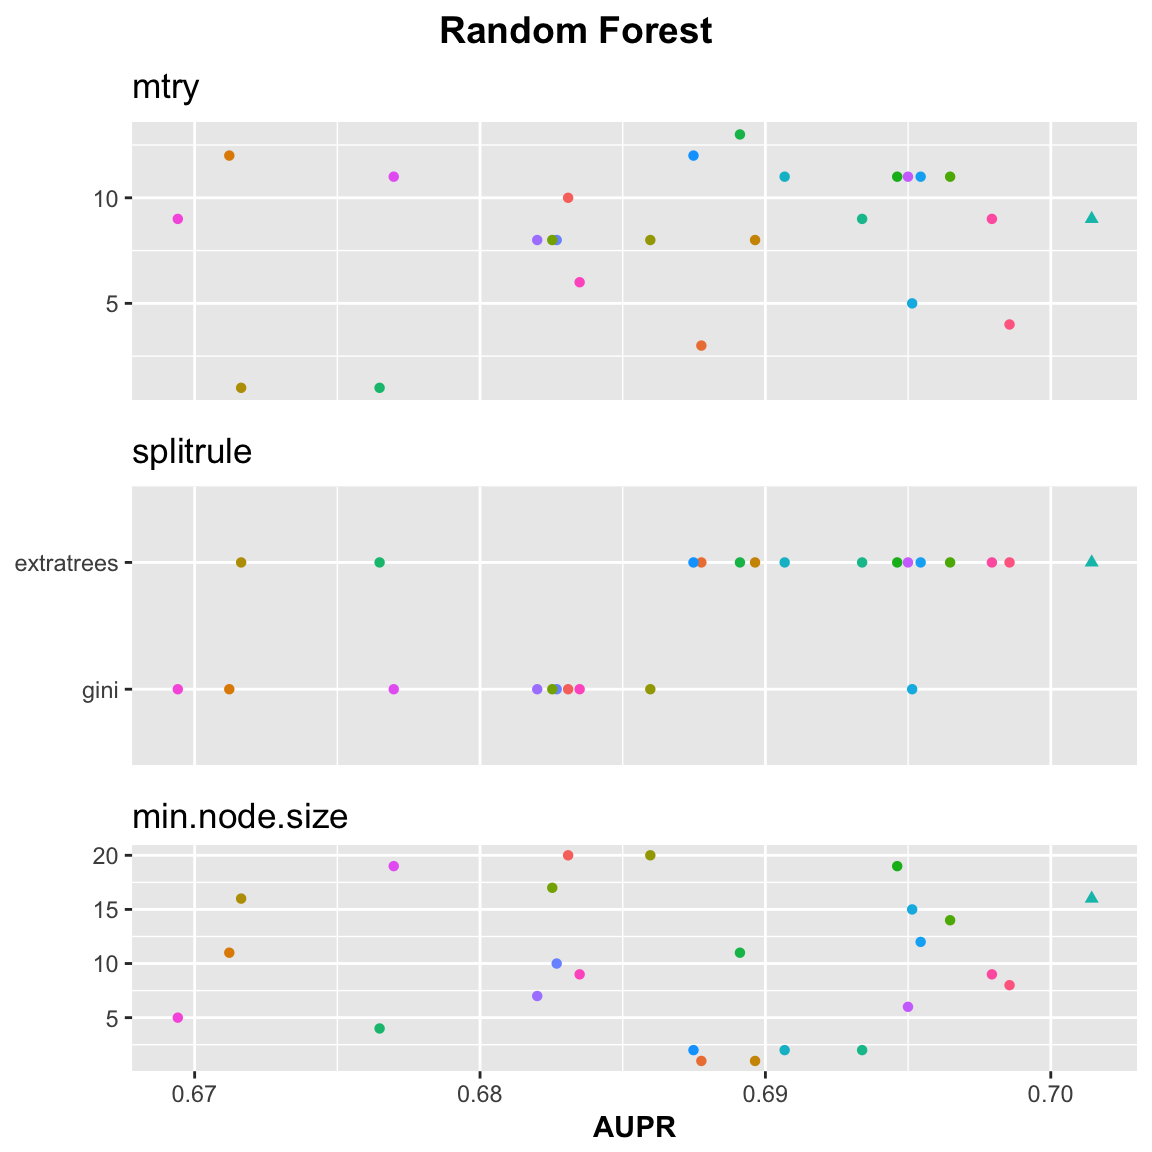 Random Forest
mtry
10
5
splitrule
extratrees
gini
min.node.size
20
15
10
5
0.67 0.68 0.69 0.70
AUPR